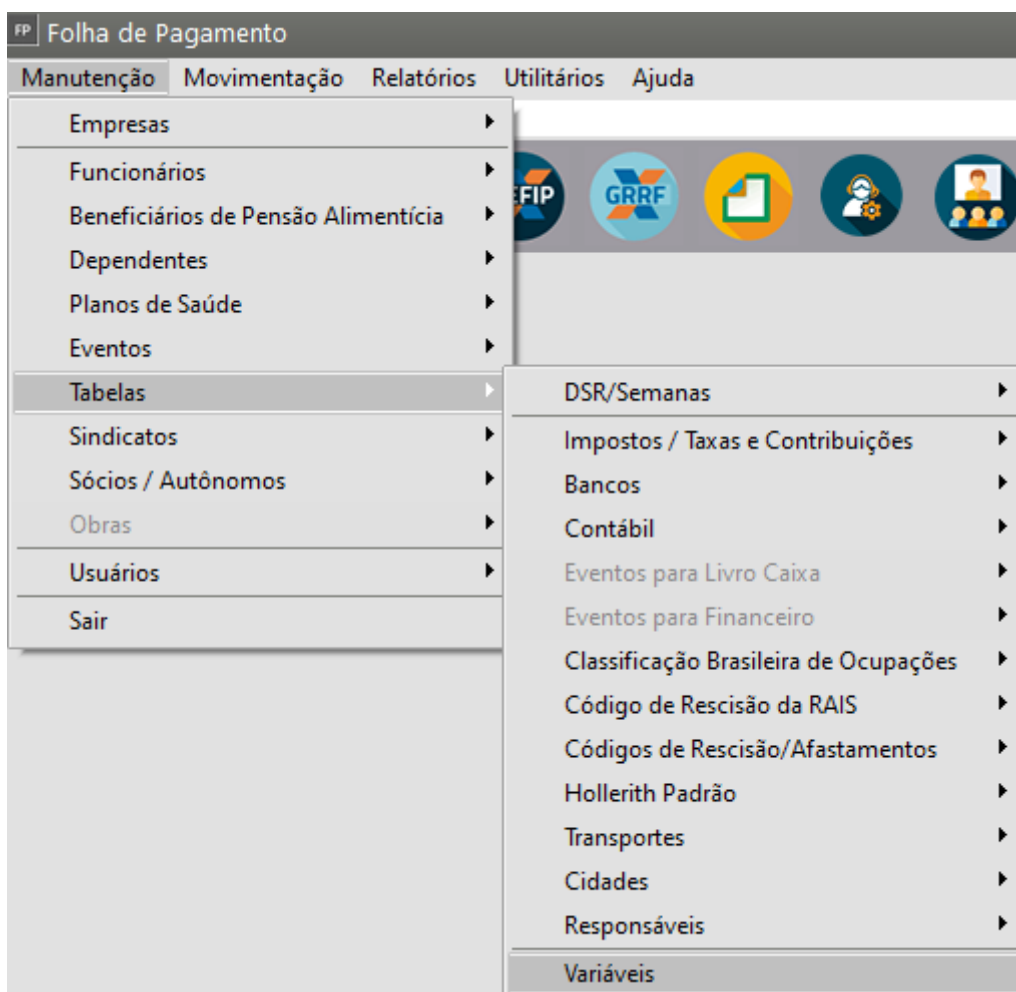 FP Folha de Pagamento
Manutenção Movimentação Relatórios Utilitários Ajuda
Empresas
Funcionários
Beneficiários de Pensão Alimentícia
Dependentes
Planos de Saúde
Eventos
Tabelas
Sindicatos
Sócios / Autônomos
Obras
Usuários
Sair
EFIP
GRRF
DSR/Semanas
Impostos / Taxas e Contribuições
Bancos
Contábil
Eventos para Livro Caixa
Eventos para Financeiro
Classificação Brasileira de Ocupações
Código de Rescisão da RAIS
Códigos de Rescisão/Afastamentos
Hollerith Padrão
Transportes
Cidades
Responsáveis
Variáveis